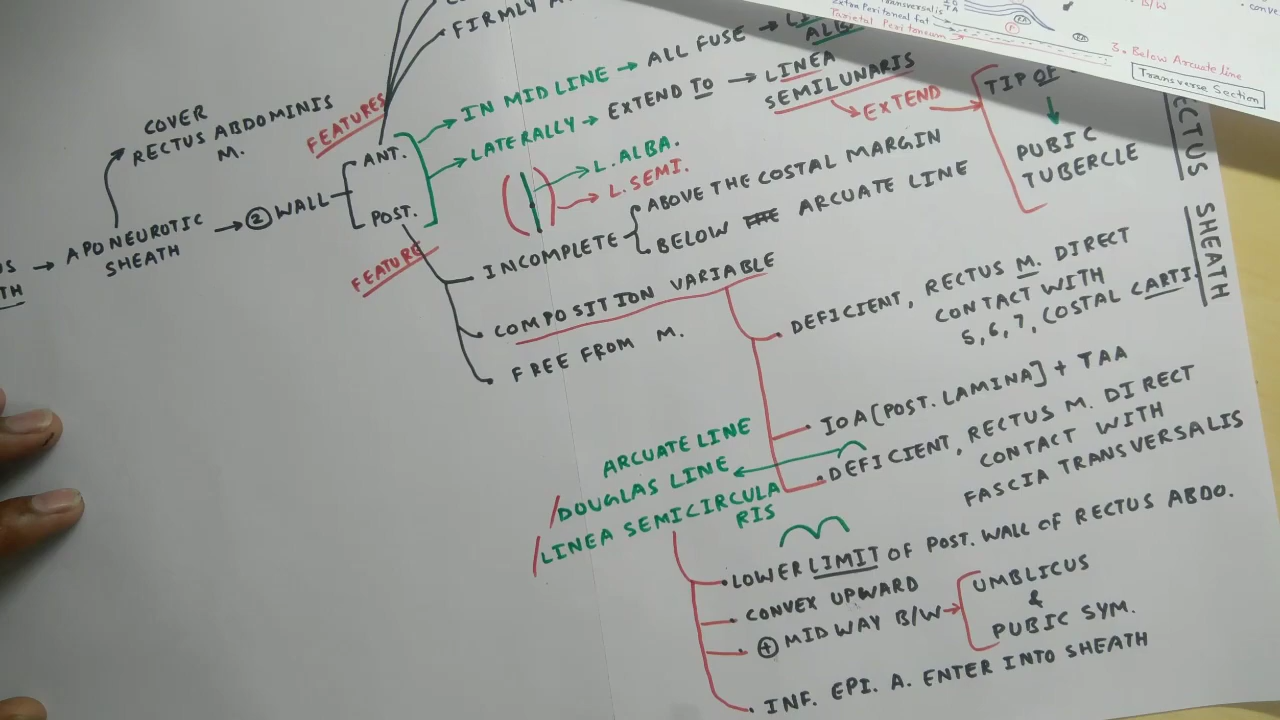 Extra Peritoneal fat
Parietal Peritoneum
3. Below Arcuate line
Transverse Section
B/W
FIRMLY
COVER
RECTUS ABDOMINIS
M.
APONEUROTIC
SHEATH
② WALL
FEATURES
ANT.
POST.
FEATURE
IN MID LINE → ALL FUSE →
LATERALLY → EXTEND TO → LINEA
SEMILUNARIS
EXTEND
TIP OF
PUBIC
TUBERCLE
L. ALBA.
L. SEMI.
INCOMPLETE
ABOVE THE COSTAL MARGIN
BELOW ARCUATE LINE
COMPOSITION VARIABLE
FREE FROM M.
DEFICIENT, RECTUS M. DIRECT
CONTACT WITH
5, 6, 7, COSTAL CARTI.
IOA [POST. LAMINA] + TAA
DEFICIENT, RECTUS M. DIRECT
CONTACT WITH
FASCIA TRANSVERSALIS
ARCUATE LINE
/DOUGLAS LINE
/LINEA SEMICIRCULA
RIS
LOWER LIMIT OF POST. WALL OF RECTUS ABDO.
CONVEX UPWARD
⊕ MIDWAY B/W →
UMBLICUS
&
PUBIC SYM.
INF. EPI. A. ENTER INTO SHEATH
SHEATH